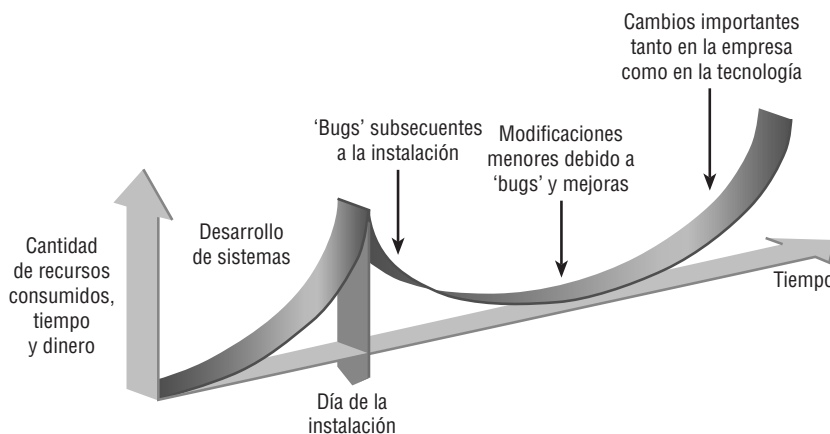 Cambios importantes
tanto en la empresa
como en la tecnología
'Bugs' subsecuentes
a la instalación
Modificaciones
menores debido a
'bugs' y mejoras
Desarrollo
de sistemas
Cantidad
de recursos
consumidos,
tiempo
y dinero
Tiempo
Día de la
instalación